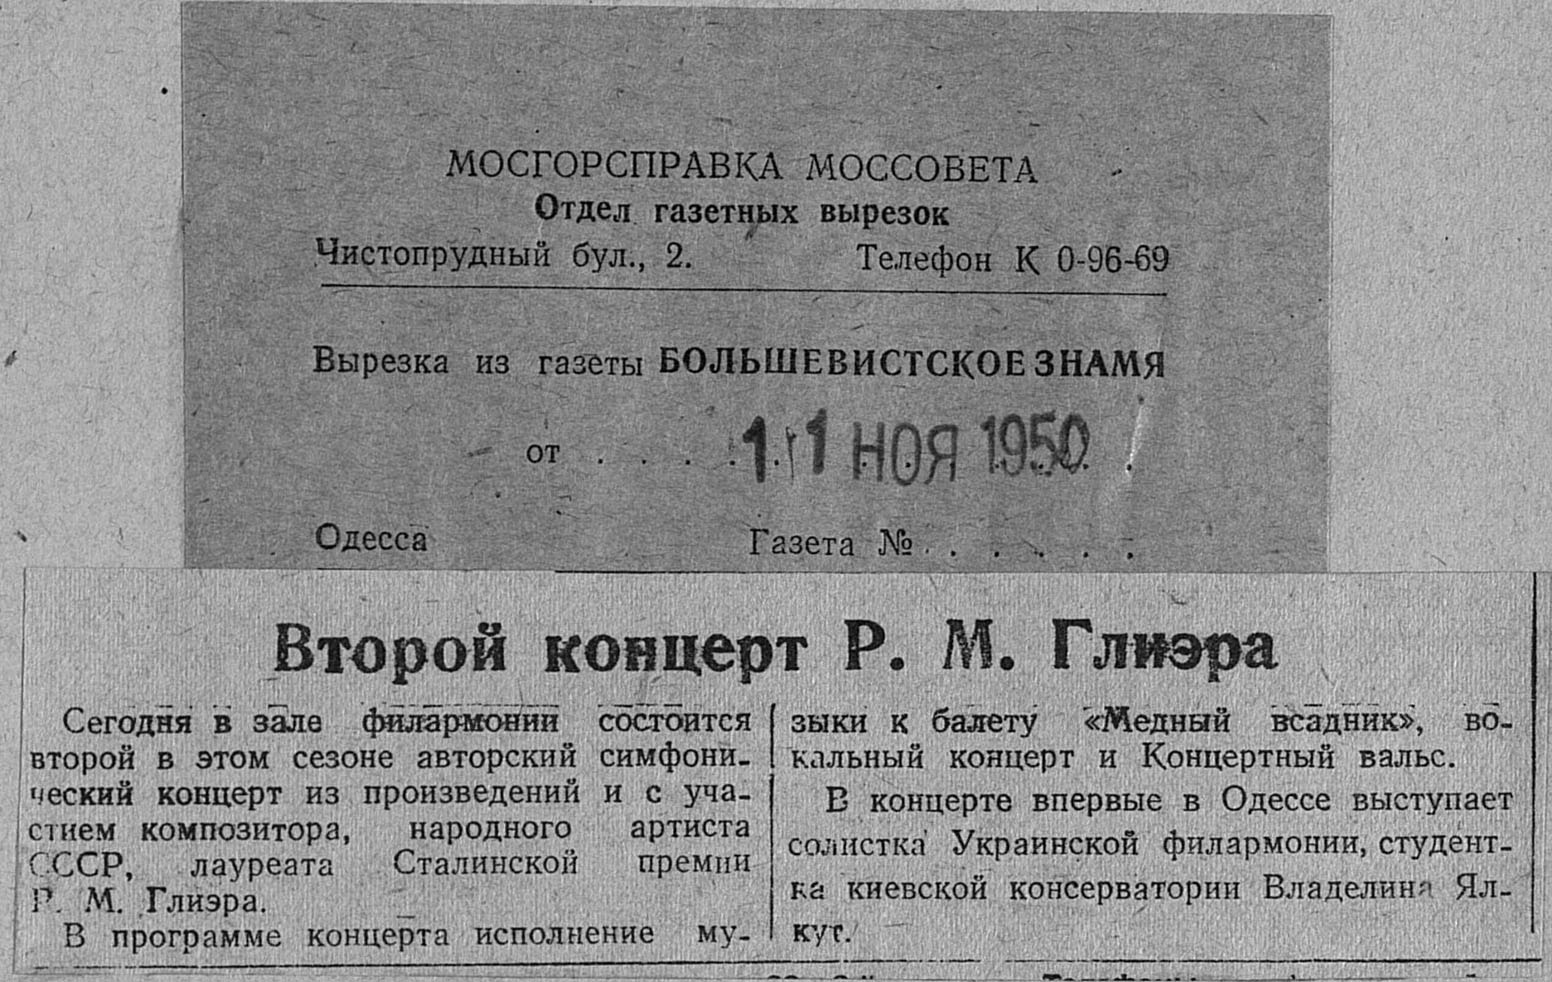 МОСГОРСПРАВКА МОССОВЕТА
Отдел газетных вырезок
Чистопрудный бул., 2. Телефон К 0-96-69
Вырезка из газеты БОЛЬШЕВИСТСКОЕ ЗНАМЯ
от . . . . 11 НОЯ 1950 .
Одесса Газета № . . . . . .
Второй концерт Р. М. Глиэра
Сегодня в зале филармонии состоится
второй в этом сезоне авторский симфони-
ческий концерт из произведений и с уча-
стием композитора, народного артиста
СССР, лауреата Сталинской премии
Р. М. Глиэра.
В программе концерта исполнение му-
зыки к балету «Медный всадник», во-
кальный концерт и Концертный вальс.
В концерте впервые в Одессе выступает
солистка Украинской филармонии, студент-
ка киевской консерватории Владелина Ял-
кут.